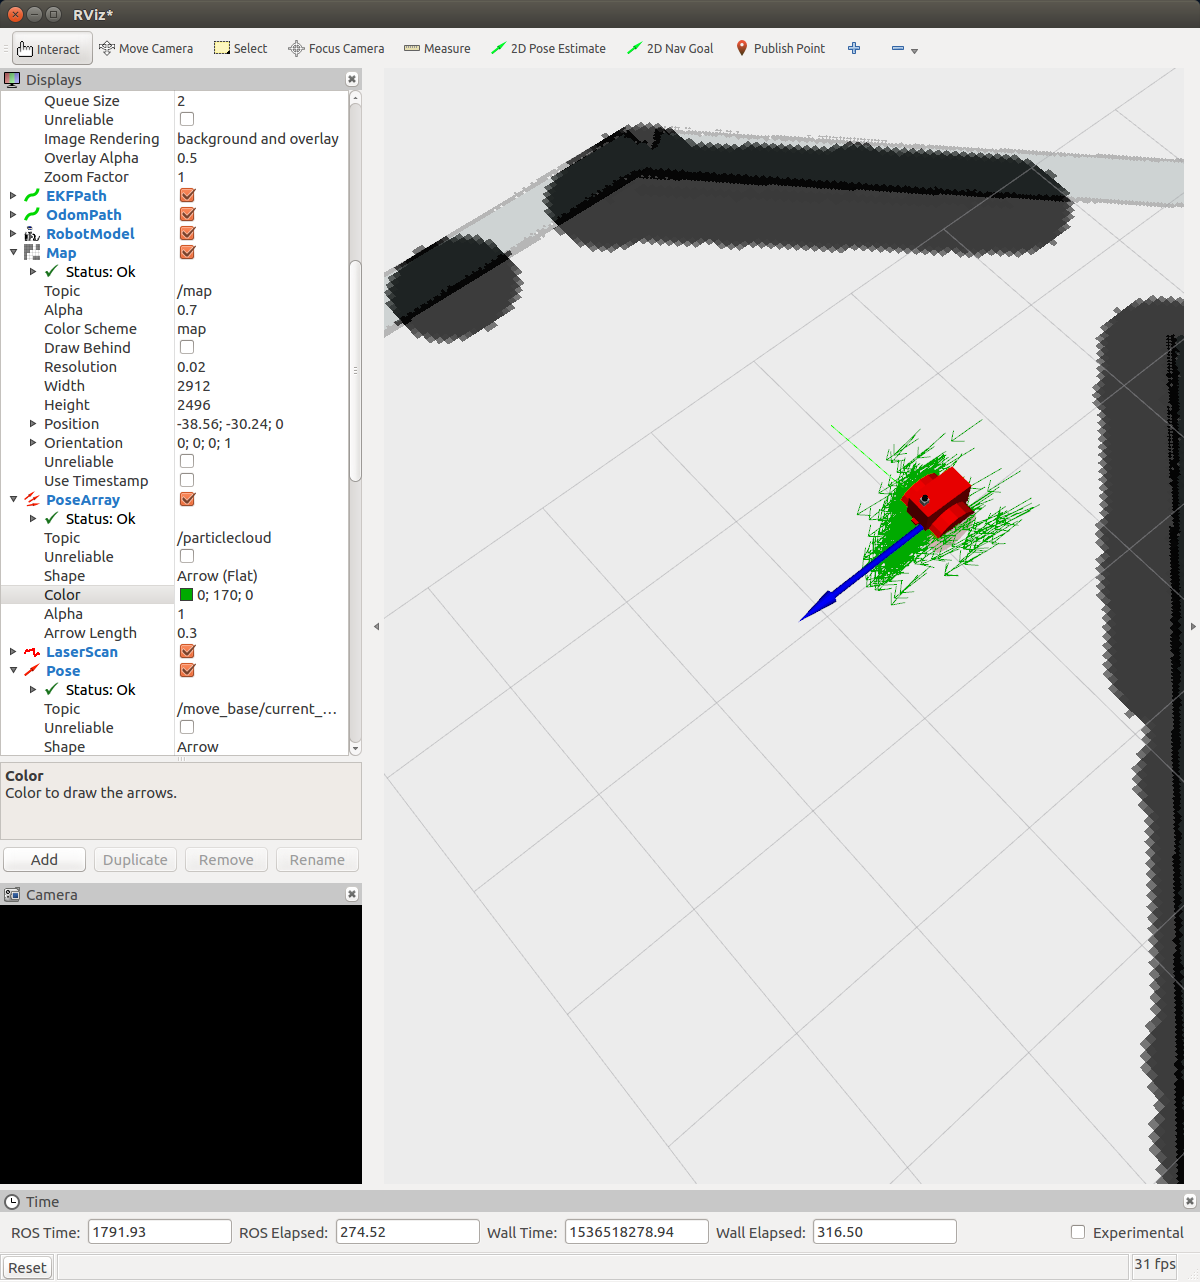 RViz*
Interact Move Camera Select Focus Camera Measure 2D Pose Estimate 2D Nav Goal Publish Point
Displays
Queue Size 2
Unreliable
Image Rendering background and overlay
Overlay Alpha 0.5
Zoom Factor 1
EKFPath
OdomPath
RobotModel
Map
Status: Ok
Topic /map
Alpha 0.7
Color Scheme map
Draw Behind
Resolution 0.02
Width 2912
Height 2496
Position -38.56; -30.24; 0
Orientation 0; 0; 0; 1
Unreliable
Use Timestamp
PoseArray
Status: Ok
Topic /particlecloud
Unreliable
Shape Arrow (Flat)
Color 0; 170; 0
Alpha 1
Arrow Length 0.3
LaserScan
Pose
Status: Ok
Topic /move_base/current_...
Unreliable
Shape Arrow
Color
Color to draw the arrows.
Add Duplicate Remove Rename
Camera
Time
ROS Time: 1791.93 ROS Elapsed: 274.52 Wall Time: 1536518278.94 Wall Elapsed: 316.50 Experimental
Reset 31 fps